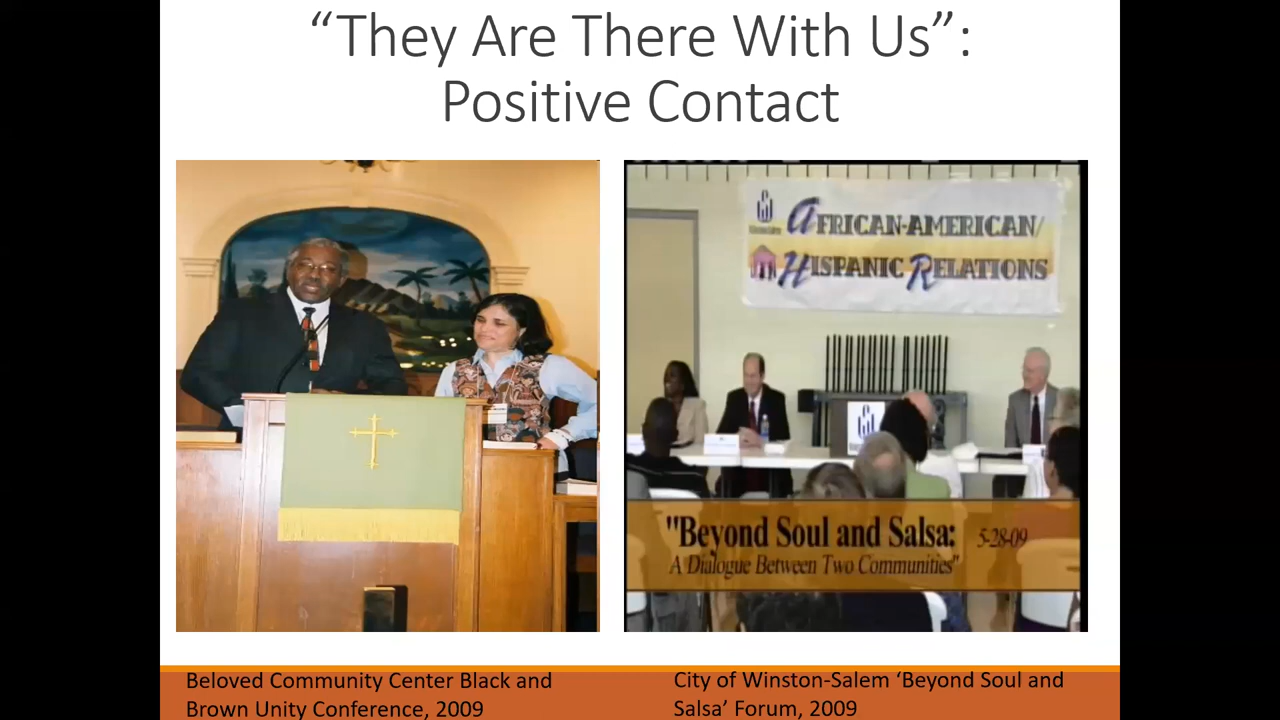 “They Are There With Us”:
Positive Contact
AFRICAN-AMERICAN/
HISPANIC RELATIONS
"Beyond Soul and Salsa:
5-28-09
A Dialogue Between Two Communities"
Beloved Community Center Black and
Brown Unity Conference, 2009
City of Winston-Salem ‘Beyond Soul and
Salsa’ Forum, 2009